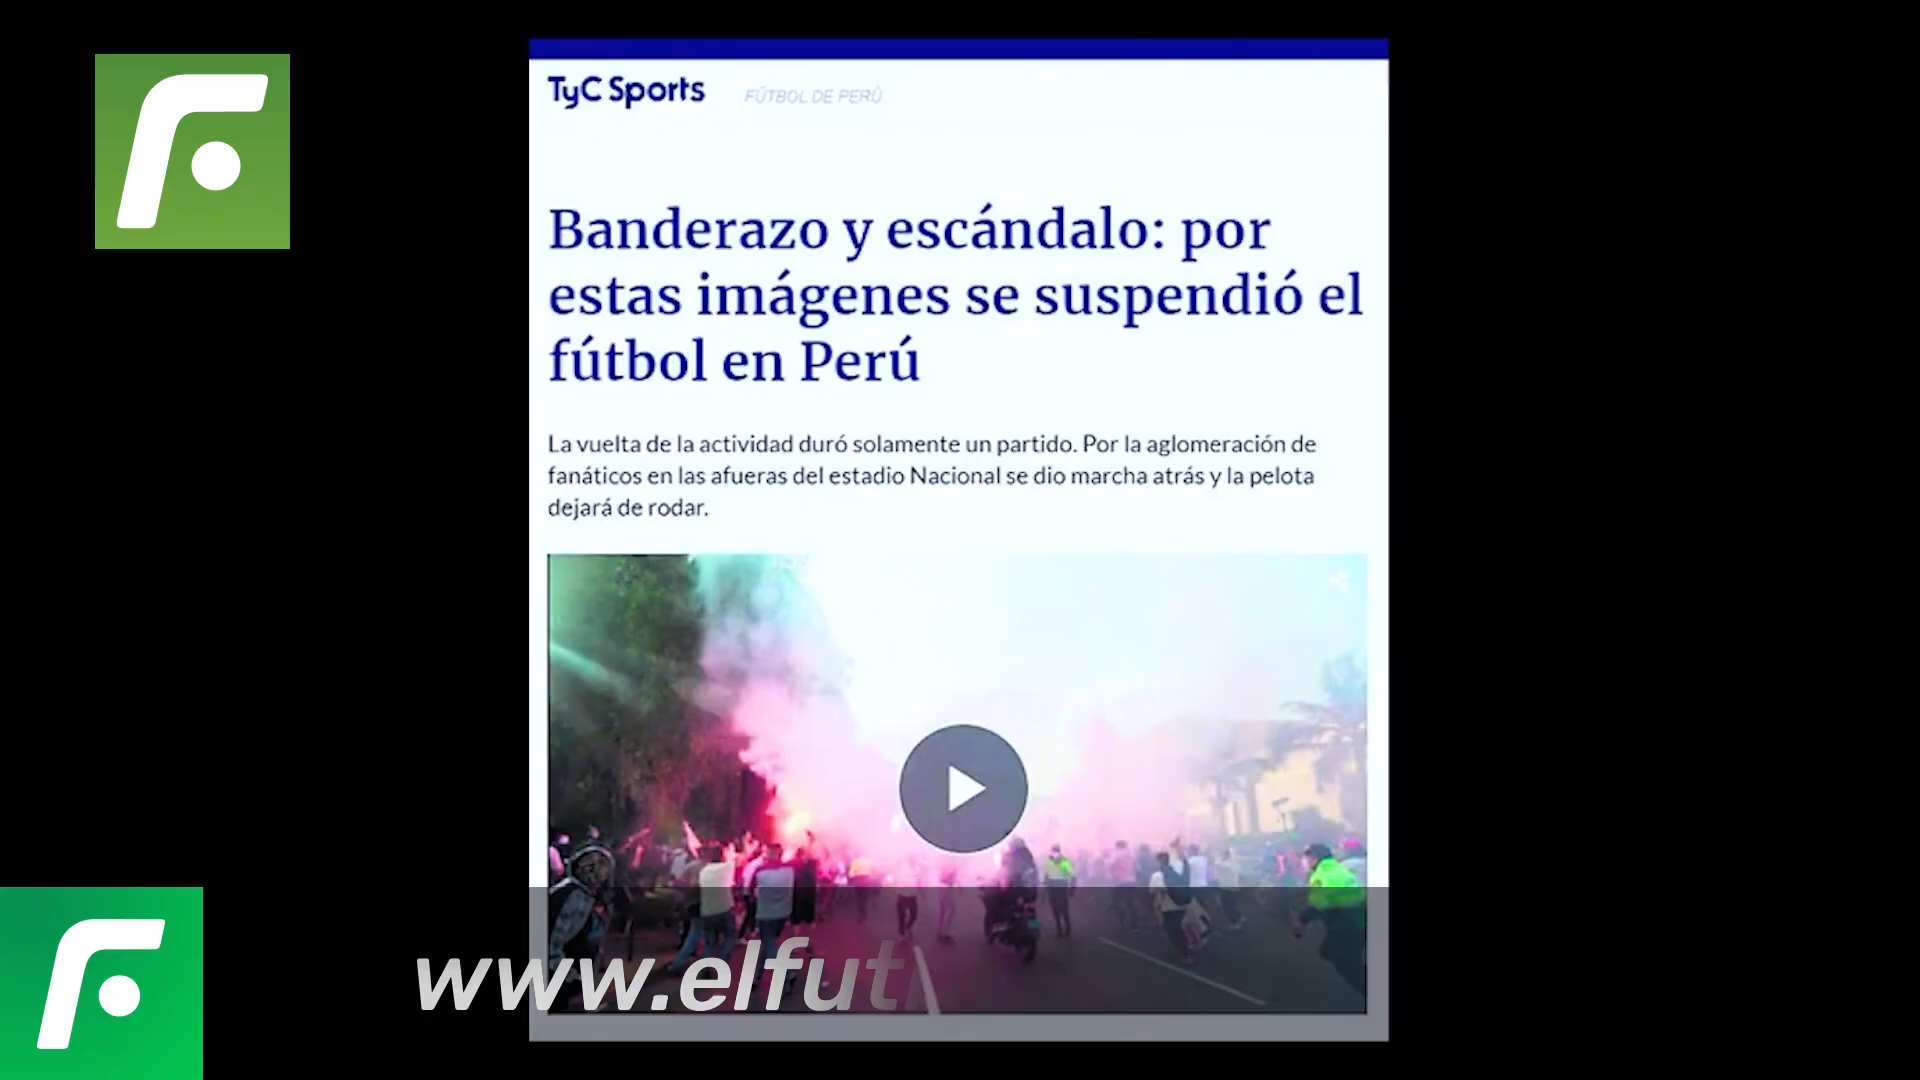 TyC Sports
FÚTBOL DE PERÚ
Banderazo y escándalo: por
estas imágenes se suspendió el
fútbol en Perú
La vuelta de la actividad duró solamente un partido. Por la aglomeración de
fanáticos en las afueras del estadio Nacional se dio marcha atrás y la pelota
dejará de rodar.
www.elfut